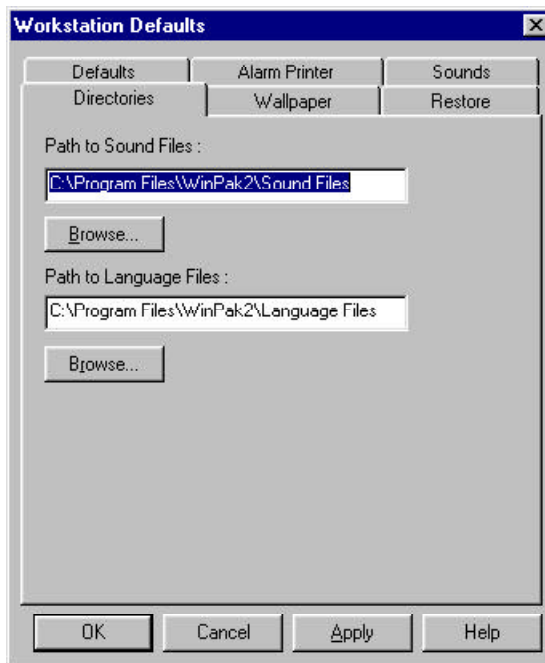 Workstation Defaults
Defaults Alarm Printer Sounds
Directories Wallpaper Restore
Path to Sound Files :
C:\Program Files\WinPak2\Sound Files
Browse...
Path to Language Files :
C:\Program Files\WinPak2\Language Files
Browse...
OK Cancel Apply Help